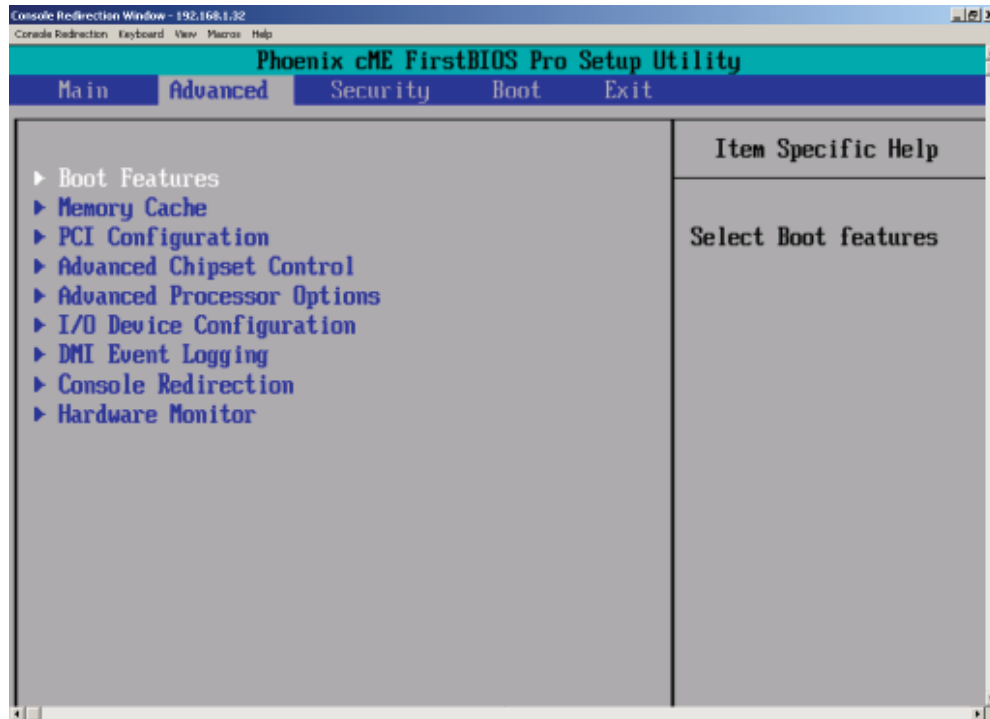 Console Redirection Window - 192.168.1.32
Console Redirection Keyboard View Macros Help
Phoenix cME FirstBIOS Pro Setup Utility
Main Advanced Security Boot Exit
Item Specific Help
Boot Features
Memory Cache
PCI Configuration
Select Boot features
Advanced Chipset Control
Advanced Processor Options
I/O Device Configuration
DMI Event Logging
Console Redirection
Hardware Monitor